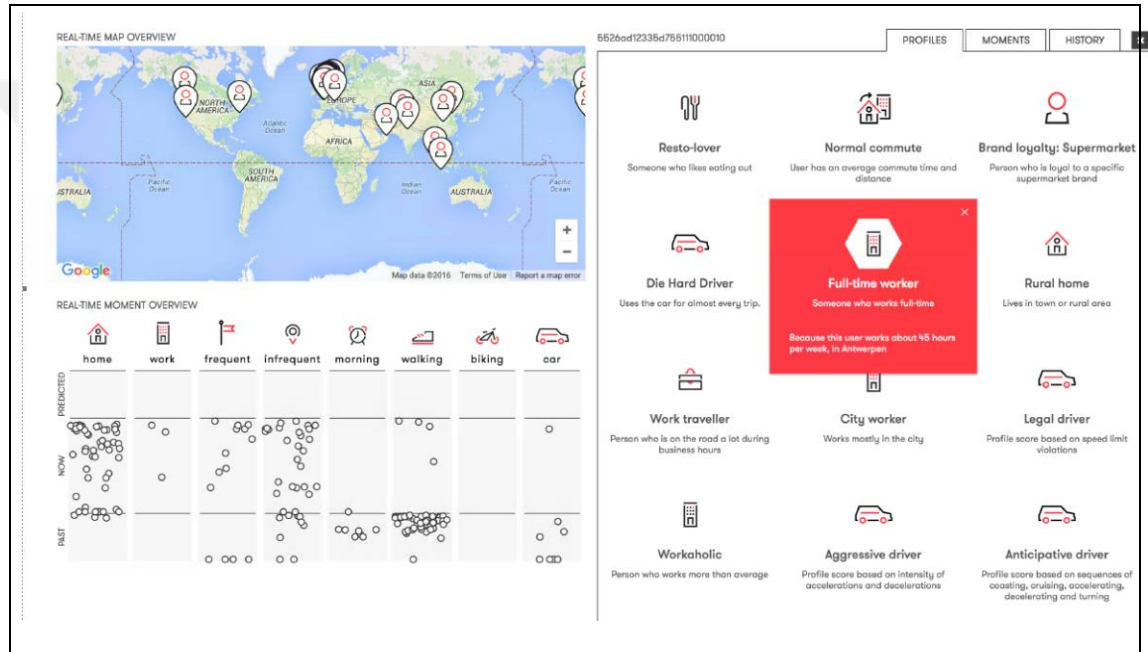 REAL-TIME MAP OVERVIEW
NORTH
AMERICA
Atlantic
Ocean
EUROPE
ASIA
AFRICA
SOUTH
AMERICA
Pacific
Ocean
Indian
Ocean
AUSTRALIA
Pacific
Ocean
USTRALIA
+
−
Google
Map data ©2016 Terms of Use Report a map error
REAL-TIME MOMENT OVERVIEW
home work frequent infrequent morning walking biking car
PREDICTED
NOW
PAST
5526ad12335d755111000010
PROFILES MOMENTS HISTORY
Resto-lover
Someone who likes eating out
Normal commute
User has an average commute time and
distance
Brand loyalty: Supermarket
Person who is loyal to a specific
supermarket brand
Die Hard Driver
Uses the car for almost every trip.
Full-time worker
Someone who works full-time
Because this user works about 45 hours
per week, in Antwerpen
Rural home
Lives in town or rural area
Work traveller
Person who is on the road a lot during
business hours
City worker
Works mostly in the city
Legal driver
Profile score based on speed limit
violations
Workaholic
Person who works more than average
Aggressive driver
Profile score based on intensity of
accelerations and decelerations
Anticipative driver
Profile score based on sequences of
coasting, cruising, accelerating,
decelerating and turning